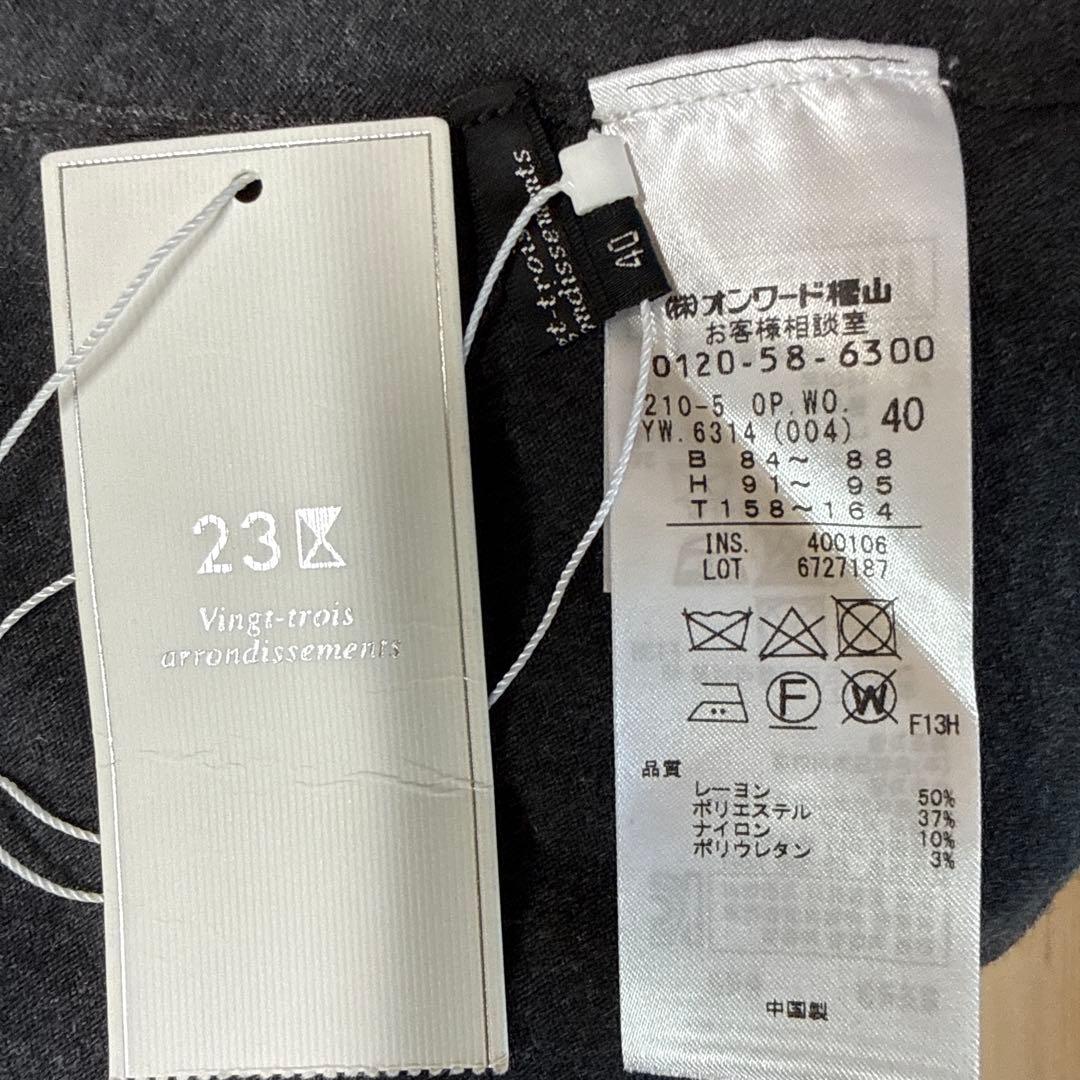 23区
Vingt-trois
arrondissements
40
(株)オンワード樫山
お客様相談室
0120-58-6300
210-5 OP.WO.
YW.6314 (004) 40
B 84～ 88
H 91～ 95
T158～164
INS. 400106
LOT 6727187
F
W
F13H
品質
レーヨン 50%
ポリエステル 37%
ナイロン 10%
ポリウレタン 3%
中国製